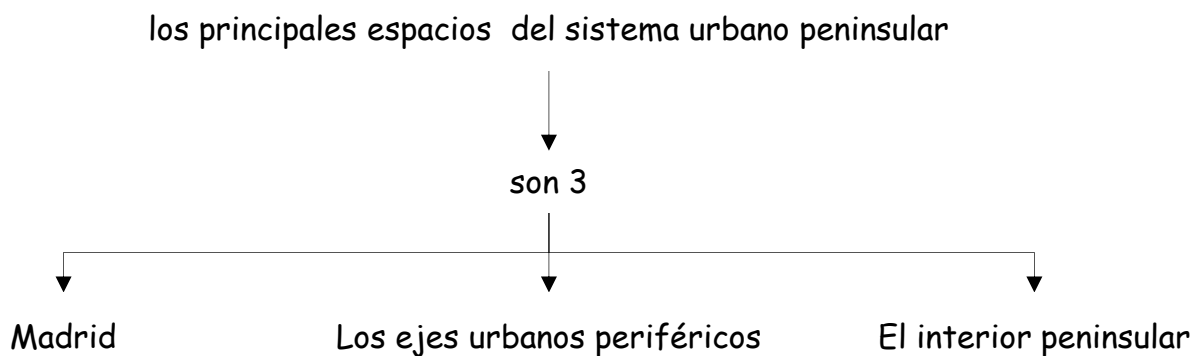 los principales espacios del sistema urbano peninsular
son 3
Madrid
Los ejes urbanos periféricos
El interior peninsular